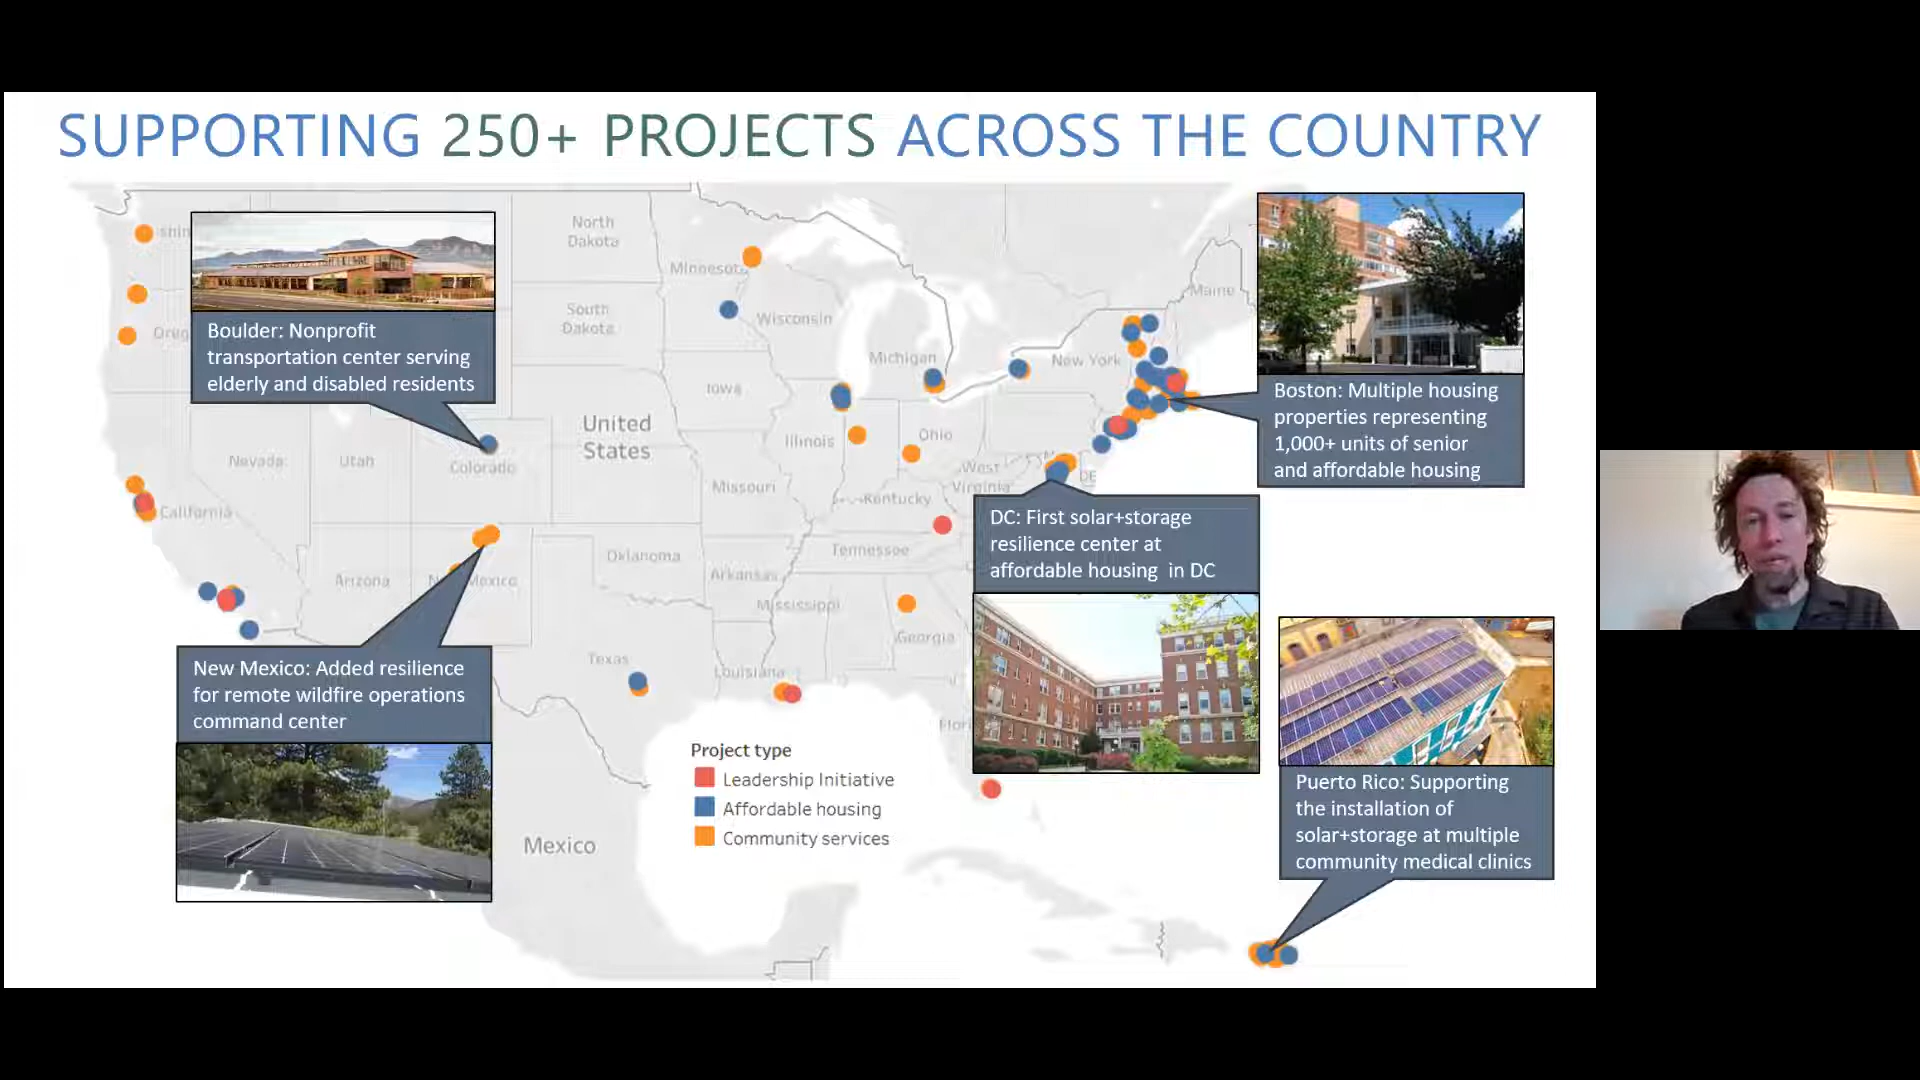 SUPPORTING 250+ PROJECTS ACROSS THE COUNTRY
Boulder: Nonprofit
transportation center serving
elderly and disabled residents
Boston: Multiple housing
properties representing
1,000+ units of senior
and affordable housing
DC: First solar+storage
resilience center at
affordable housing in DC
New Mexico: Added resilience
for remote wildfire operations
command center
Puerto Rico: Supporting
the installation of
solar+storage at multiple
community medical clinics
Project type
Leadership Initiative
Affordable housing
Community services
shin
Oreg
North
Dakota
South
Dakota
Minnesota
Wisconsin
Michigan
New York
Maine
Iowa
United
States
Illinois
Ohio
West
Virginia
DE
Nevada
Utah
Colorado
California
Missouri
Kentucky
Tennessee
Oklahoma
Arkansas
Arizona
Mexico
Mississippi
Georgia
Texas
Louisiana
Flori
Mexico